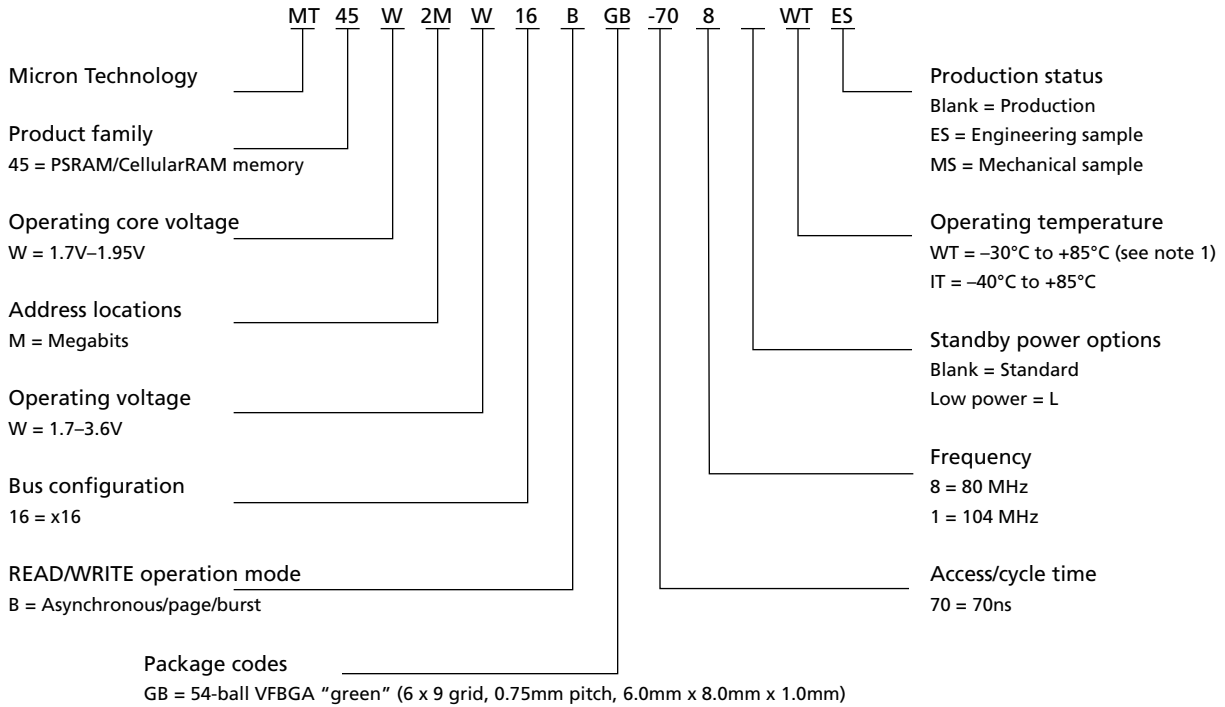 MT 45 W 2M W 16 B GB -70 8 WT ES
Micron Technology
Product family
45 = PSRAM/CellularRAM memory
Operating core voltage
W = 1.7V–1.95V
Address locations
M = Megabits
Operating voltage
W = 1.7–3.6V
Bus configuration
16 = x16
READ/WRITE operation mode
B = Asynchronous/page/burst
Package codes
GB = 54-ball VFBGA “green” (6 x 9 grid, 0.75mm pitch, 6.0mm x 8.0mm x 1.0mm)
Production status
Blank = Production
ES = Engineering sample
MS = Mechanical sample
Operating temperature
WT = –30°C to +85°C (see note 1)
IT = –40°C to +85°C
Standby power options
Blank = Standard
Low power = L
Frequency
8 = 80 MHz
1 = 104 MHz
Access/cycle time
70 = 70ns